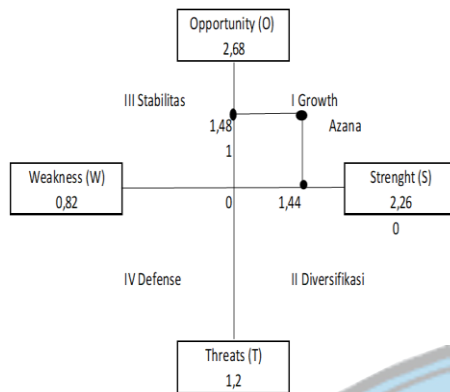 Opportunity (O)
2,68
III Stabilitas
I Growth
1,48
Azana
1
Weakness (W)
0,82
0
1,44
Strenght (S)
2,26
0
IV Defense
II Diversifikasi
Threats (T)
1,2